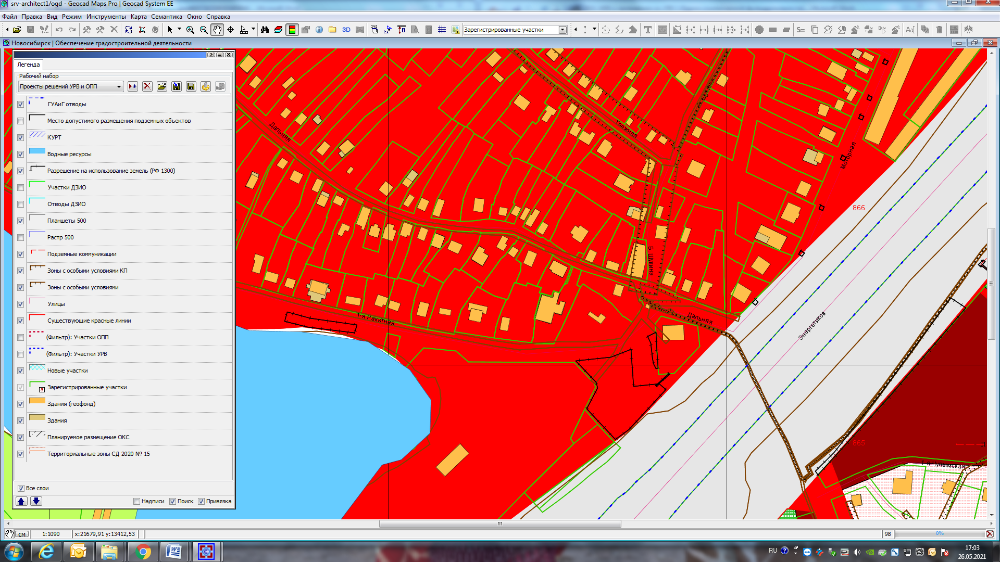 srv-architect1/ogd - Geocad Maps Pro | Geocad System EE
Файл Правка Вид Режим Инструменты Карта Семантика Окно Справка
3D Зарегистрированные участки
Новосибирск | Обеспечение градостроительной деятельности
Легенда
Рабочий набор
Проекты решений УРВ и ОПП
ГУАиГ отводы
Место допустимого размещения подземных объектов
КУРТ
Водные ресурсы
Разрешение на использование земель (РФ 1300)
Участки ДЗИО
Отводы ДЗИО
Планшеты 500
Растр 500
Подземные коммуникации
Зоны с особыми условиями КП
Зоны с особыми условиями
Улицы
Существующие красные линии
(Фильтр): Участки ОПП
(Фильтр): Участки УРВ
Новые участки
Зарегистрированные участки
Здания (геофонд)
Здания
Планируемое размещение ОКС
Территориальные зоны СД 2020 № 15
Все слои
Надписи Поиск Привязка
Дальняя
Таежная
Моторная
866
Б. Щукина
1-я Ракитная
Дальняя
Энергетиков
865
1-я Чулымская
см 1:1090 x:21679,91 y:13412,53 98 0%
RU
17:03
26.05.2021